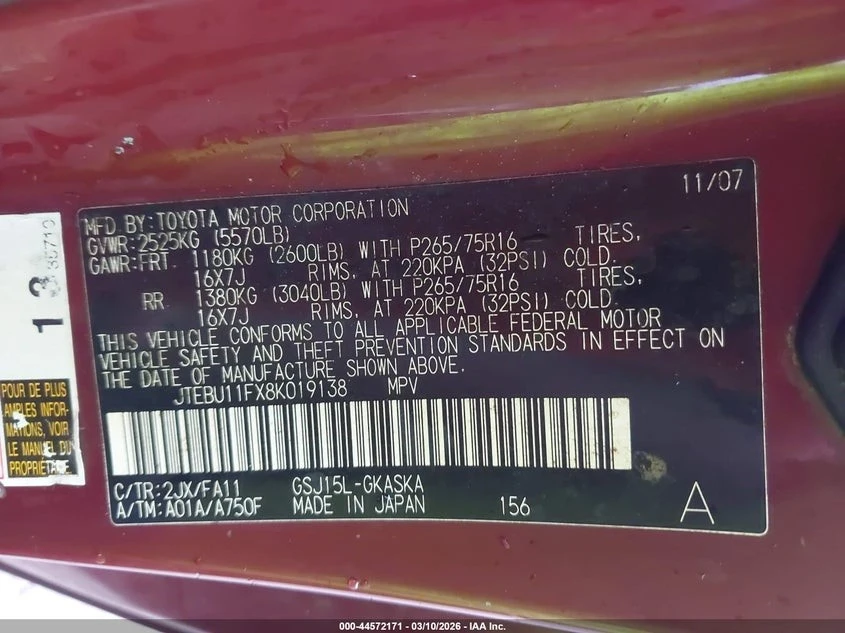 11/07
MFD BY:TOYOTA MOTOR CORPORATION
GVWR:2525KG (5570LB)
GAWR:FRT 1180KG (2600LB) WITH P265/75R16 TIRES,
16X7J RIMS, AT 220KPA (32PSI) COLD.
RR 1380KG (3040LB) WITH P265/75R16 TIRES,
16X7J RIMS, AT 220KPA (32PSI) COLD.
THIS VEHICLE CONFORMS TO ALL APPLICABLE FEDERAL MOTOR
VEHICLE SAFETY AND THEFT PREVENTION STANDARDS IN EFFECT ON
THE DATE OF MANUFACTURE SHOWN ABOVE.
JTEBU11FX8K019138 MPV
C/TR:2JX/FA11 GSJ15L-GKASKA
A/TM:A01A/A750F MADE IN JAPAN 156 A
POUR DE PLUS
AMPLES INFOR-
MATIONS, VOIR
LE MANUEL DU
PROPRIÉTAIRE
000-44572171 - 03/10/2026 - IAA Inc.